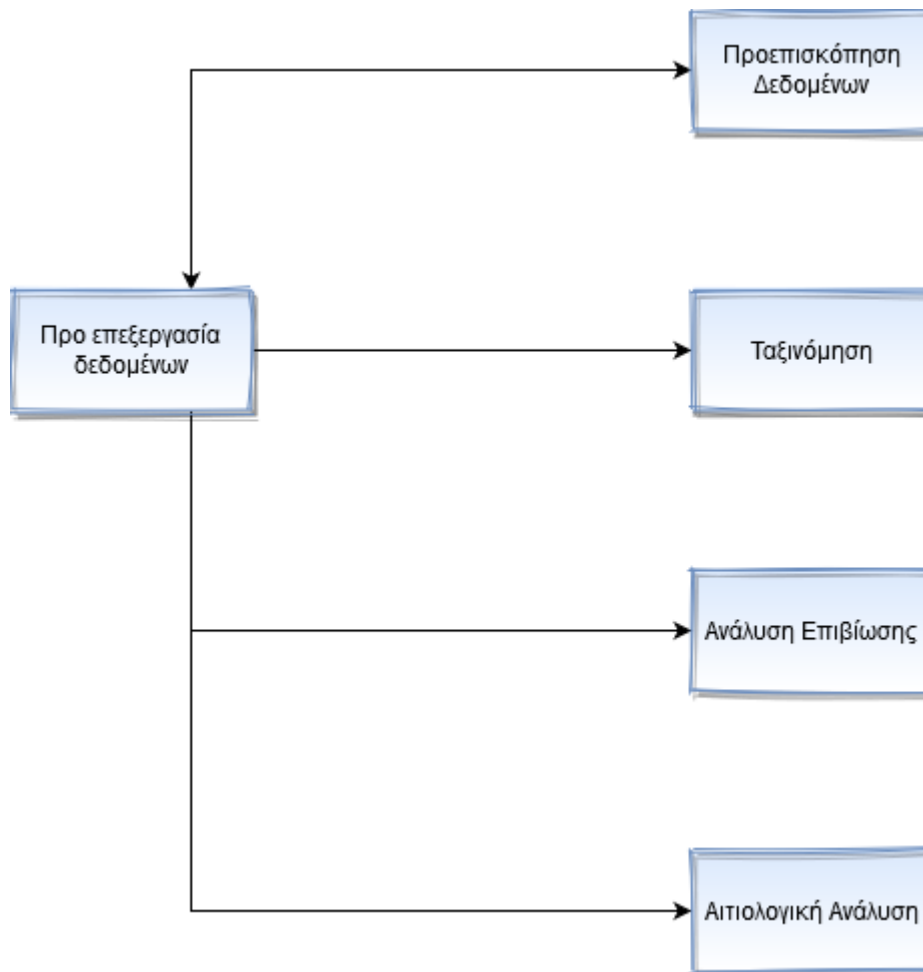 Προεπισκόπηση
Δεδομένων
Προ επεξεργασία
δεδομένων
Ταξινόμηση
Ανάλυση Επιβίωσης
Αιτιολογική Ανάλυση